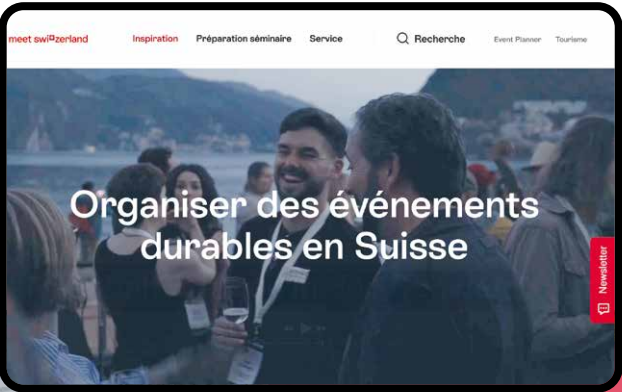 meet switzerland
Inspiration
Préparation séminaire
Service
Recherche
Event Planner
Tourisme
Organiser des événements
durables en Suisse
Newsletter